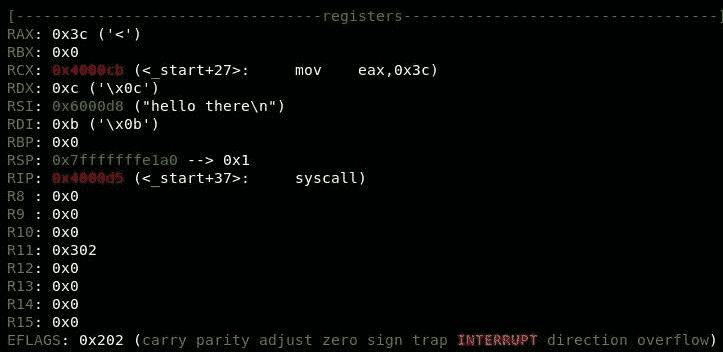 [----------------------------------registers-----------------------------------]
RAX: 0x3c ('<')
RBX: 0x0
RCX: 0x4000cb (<_start+27>:     mov    eax,0x3c)
RDX: 0xc ('\x0c')
RSI: 0x6000d8 ("hello there\n")
RDI: 0xb ('\x0b')
RBP: 0x0
RSP: 0x7fffffffe1a0 --> 0x1
RIP: 0x4000d5 (<_start+37>:     syscall)
R8 : 0x0
R9 : 0x0
R10: 0x0
R11: 0x302
R12: 0x0
R13: 0x0
R14: 0x0
R15: 0x0
EFLAGS: 0x202 (carry parity adjust zero sign trap INTERRUPT direction overflow)